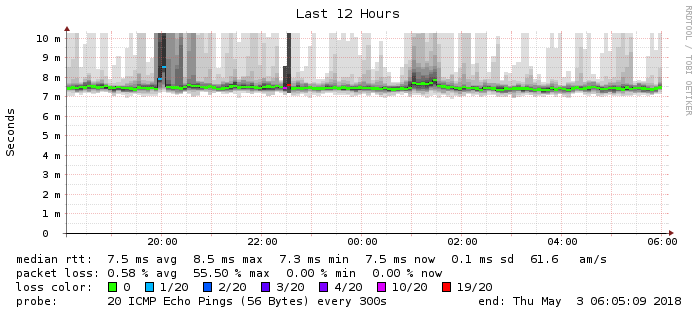 Last 12 Hours
RRDTOOL / TOBI OETIKER
Seconds
10 m
9 m
8 m
7 m
6 m
5 m
4 m
3 m
2 m
1 m
0
20:00 22:00 00:00 02:00 04:00 06:00
median rtt: 7.5 ms avg 8.5 ms max 7.3 ms min 7.5 ms now 0.1 ms sd 61.6 am/s
packet loss: 0.58 % avg 55.50 % max 0.00 % min 0.00 % now
loss color: 0 1/20 2/20 3/20 4/20 10/20 19/20
probe: 20 ICMP Echo Pings (56 Bytes) every 300s end: Thu May 3 06:05:09 2018